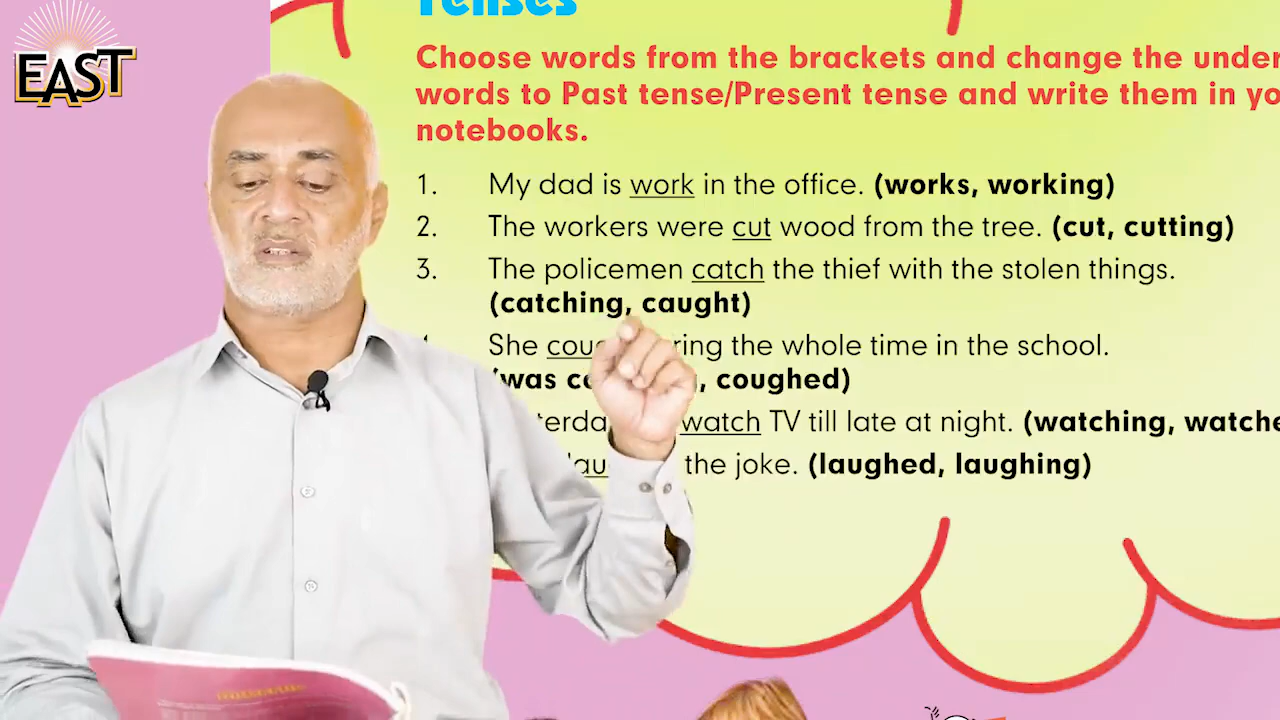 EAST
Tenses
Choose words from the brackets and change the under
words to Past tense/Present tense and write them in yo
notebooks.
1. My dad is work in the office. (works, working)
2. The workers were cut wood from the tree. (cut, cutting)
3. The policemen catch the thief with the stolen things.
(catching, caught)
She ring the whole time in the school.
(was coughed)
watch TV till late at night. (watching, watche
the joke. (laughed, laughing)